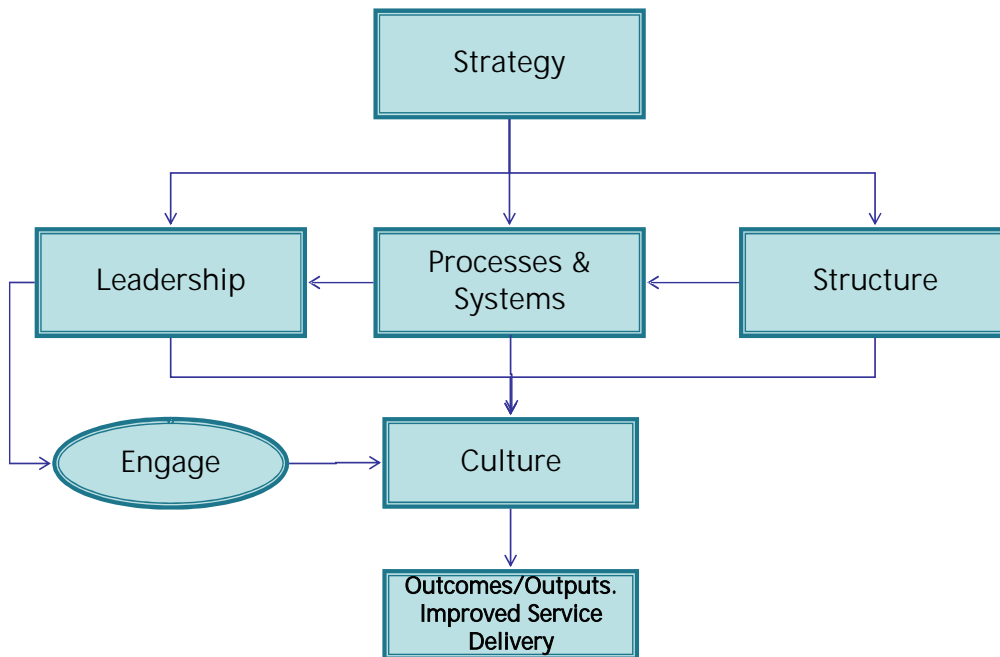 Strategy
Leadership
Processes &
Systems
Structure
Engage
Culture
Outcomes/Outputs.
Improved Service
Delivery